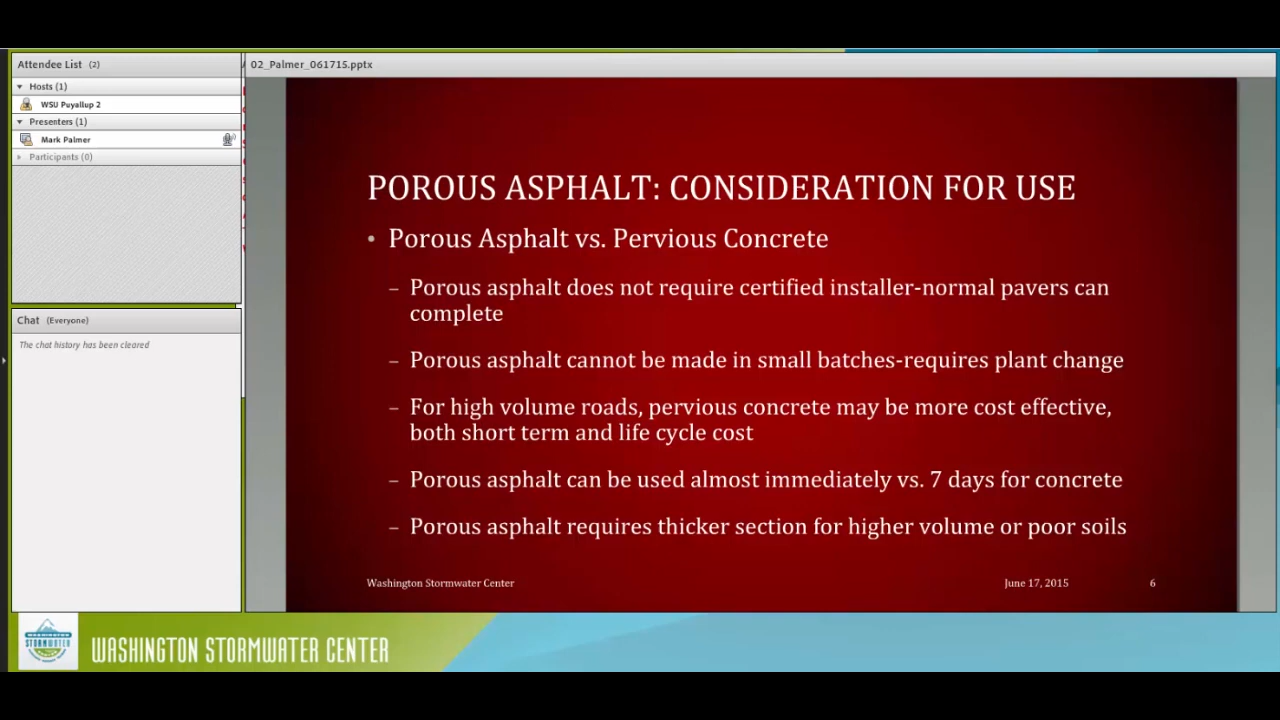 Attendee List (2)
Hosts (1)
WSU Puyallup 2
Presenters (1)
Mark Palmer
Participants (0)
Chat (Everyone)
The chat history has been cleared
02_Palmer_061715.pptx
POROUS ASPHALT: CONSIDERATION FOR USE
• Porous Asphalt vs. Pervious Concrete
– Porous asphalt does not require certified installer-normal pavers can
complete
– Porous asphalt cannot be made in small batches-requires plant change
– For high volume roads, pervious concrete may be more cost effective,
both short term and life cycle cost
– Porous asphalt can be used almost immediately vs. 7 days for concrete
– Porous asphalt requires thicker section for higher volume or poor soils
Washington Stormwater Center
June 17, 2015
6
WASHINGTON STORMWATER CENTER